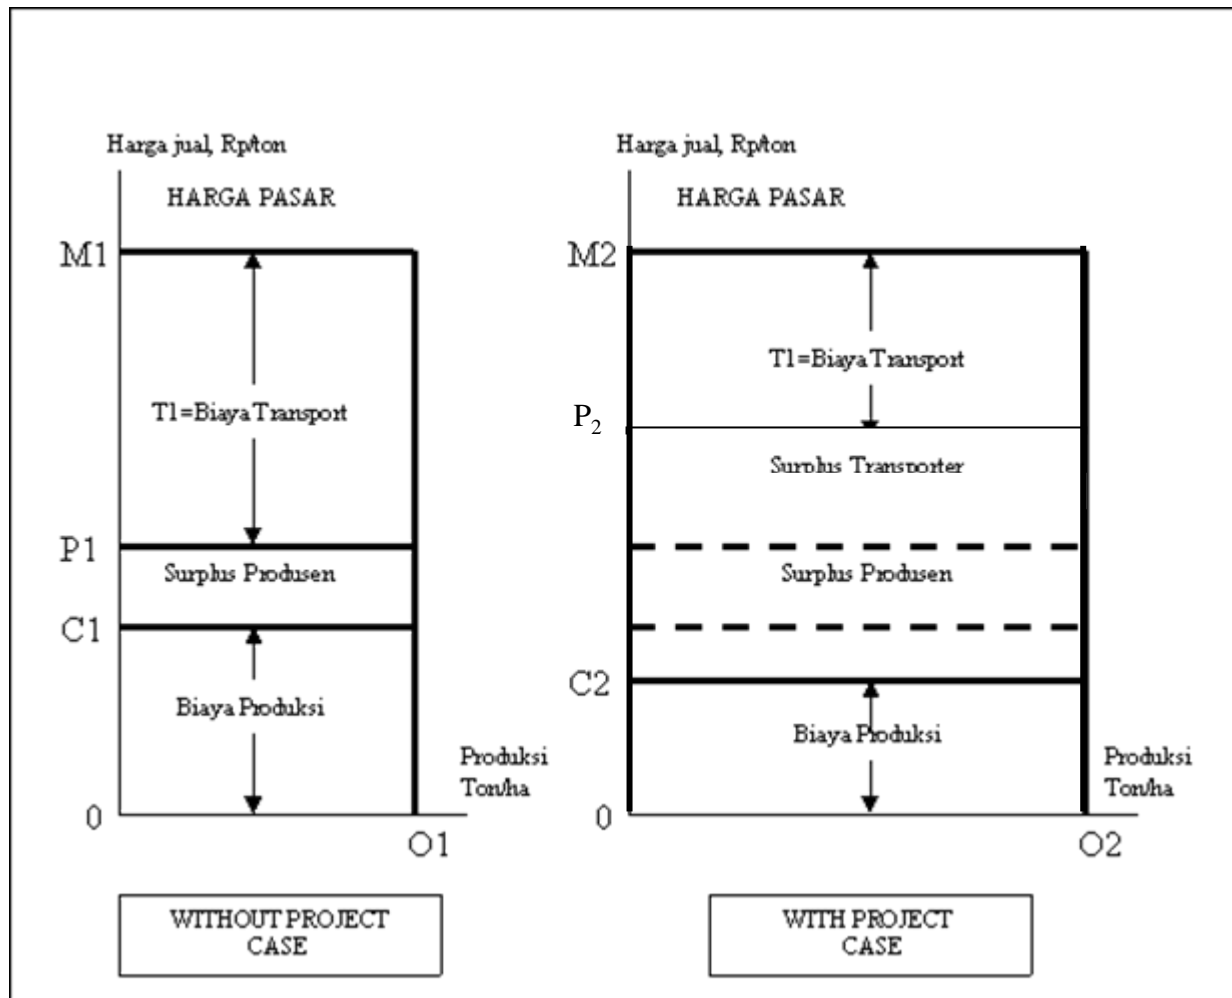 Harga jual, Rp/ton
HARGA PASAR
M1
T1=Biaya Transport
P1
Surplus Produsen
C1
Biaya Produksi
Produksi
Ton/ha
0
O1
WITHOUT PROJECT
CASE
Harga jual, Rp/ton
HARGA PASAR
M2
T1=Biaya Transport
P₂
Surplus Transporter
Surplus Produsen
C2
Biaya Produksi
Produksi
Ton/ha
0
O2
WITH PROJECT
CASE